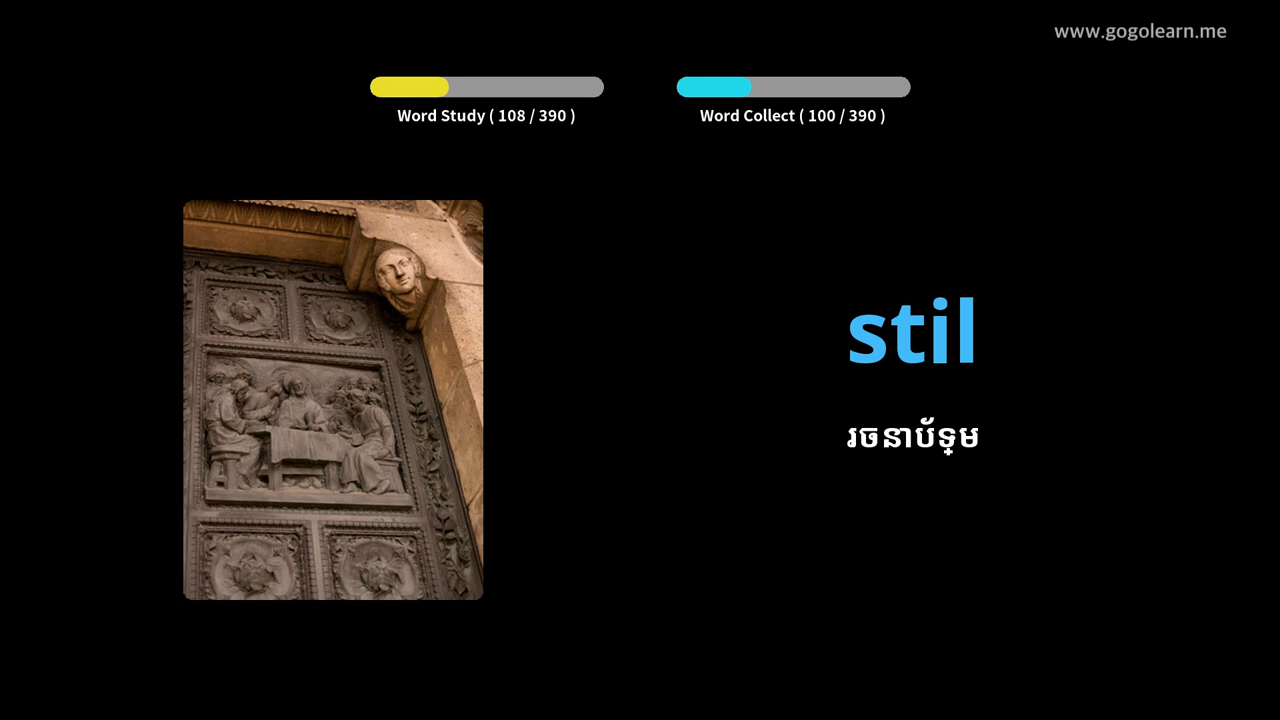 www.gogolearn.me
Word Study ( 108 / 390 )
Word Collect ( 100 / 390 )
stil
រចនាប័ទ្ម